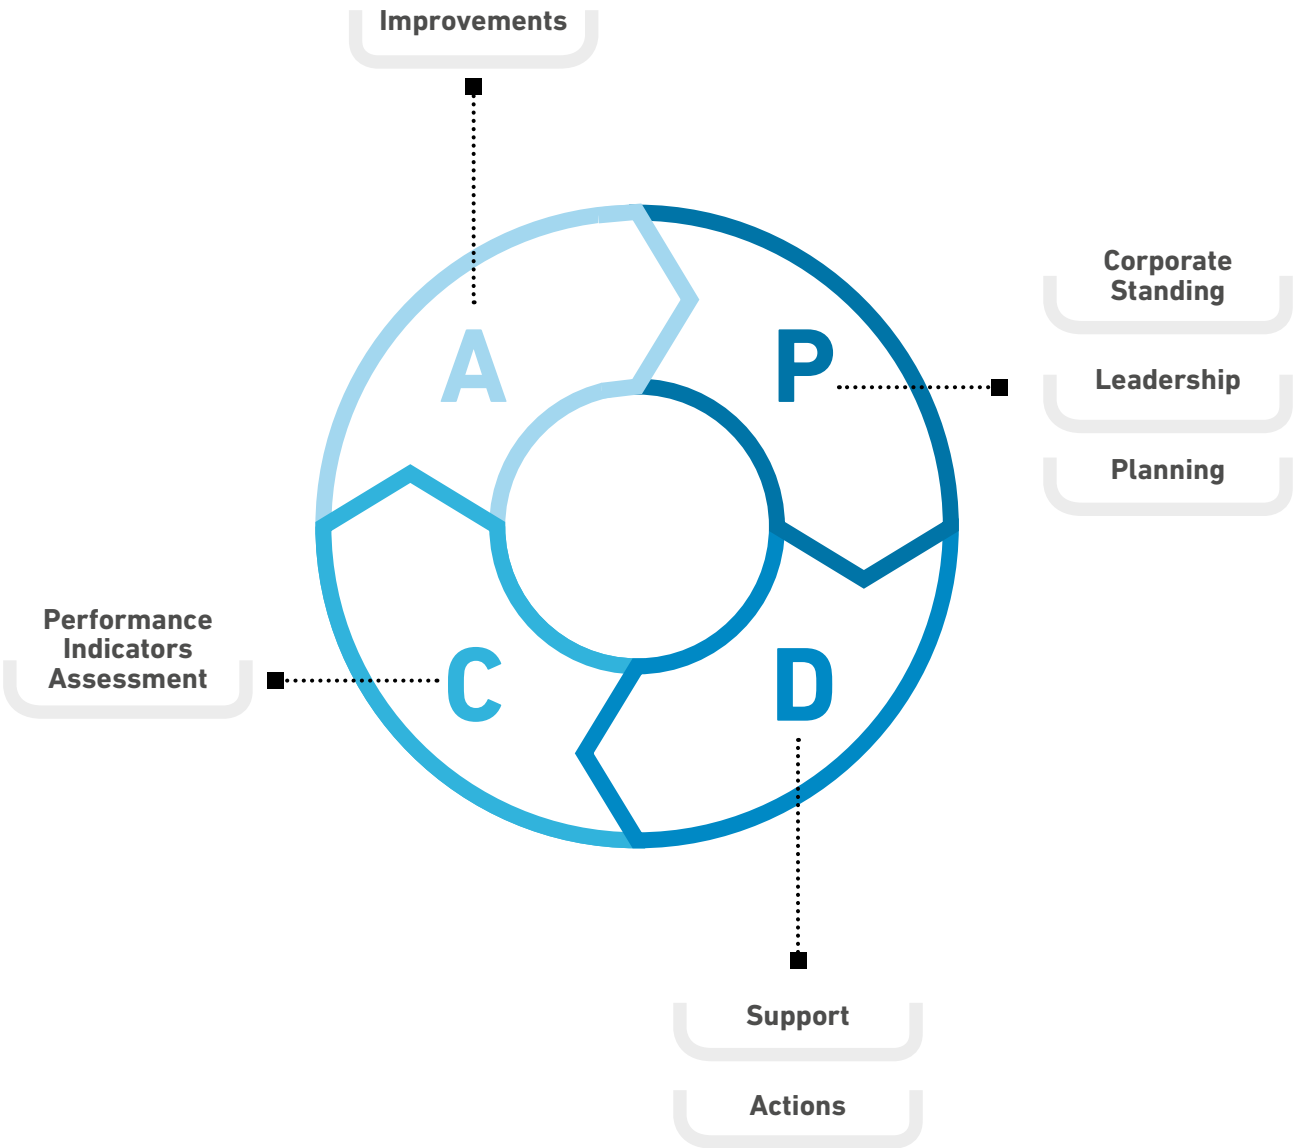 Improvements
A
P
Corporate
Standing
Leadership
Planning
Performance
Indicators
Assessment
C
D
Support
Actions